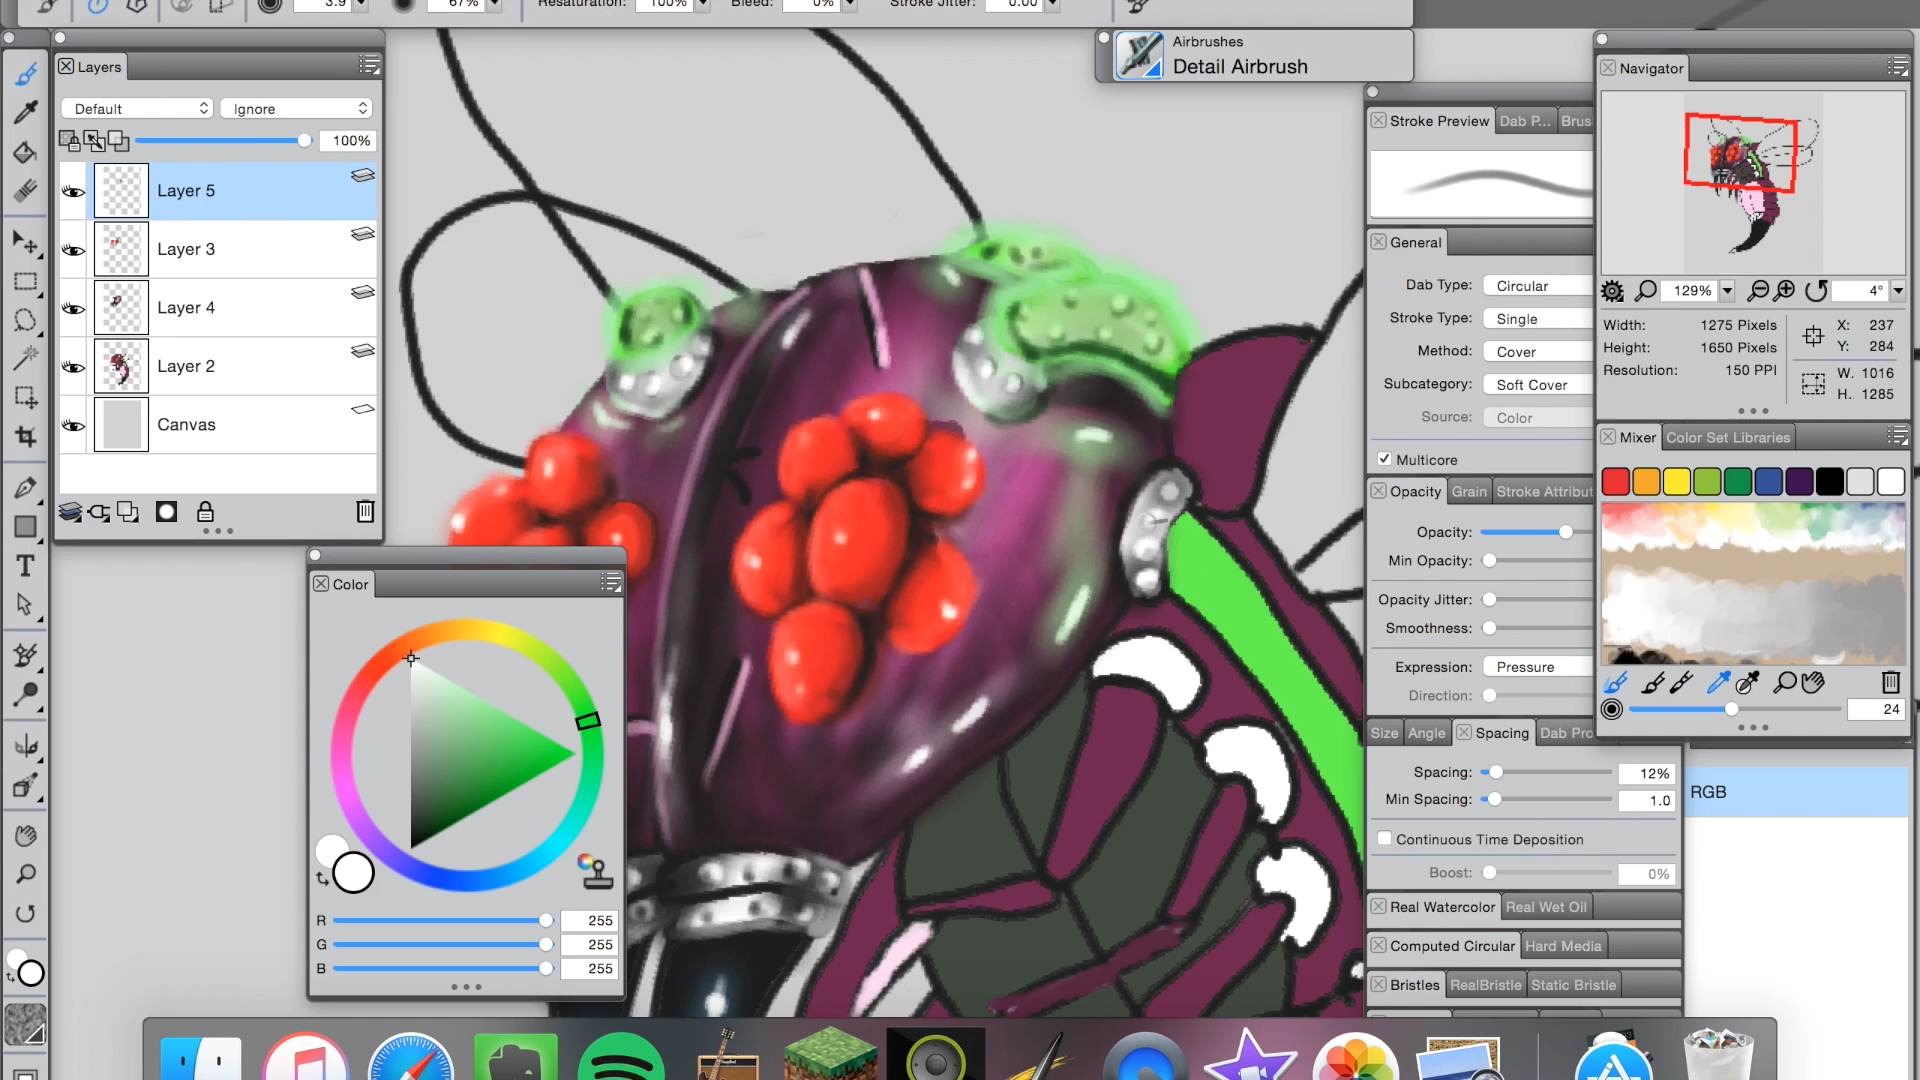 3.9
67%
Resaturation: 100%
Bleed: 0%
Stroke Jitter: 0.00
Airbrushes
Detail Airbrush
Layers
Default
Ignore
100%
Layer 5
Layer 3
Layer 4
Layer 2
Canvas
Color
R 255
G 255
B 255
Stroke Preview Dab P... Brus
General
Dab Type: Circular
Stroke Type: Single
Method: Cover
Subcategory: Soft Cover
Source: Color
Multicore
Opacity Grain Stroke Attribut
Opacity:
Min Opacity:
Opacity Jitter:
Smoothness:
Expression: Pressure
Direction:
Size Angle Spacing Dab Pro
Spacing: 12%
Min Spacing: 1.0
Continuous Time Deposition
Boost: 0%
Real Watercolor Real Wet Oil
Computed Circular Hard Media
Bristles RealBristle Static Bristle
Navigator
129%
4°
Width: 1275 Pixels
Height: 1650 Pixels
Resolution: 150 PPI
X: 237
Y: 284
W. 1016
H. 1285
Mixer Color Set Libraries
24
RGB